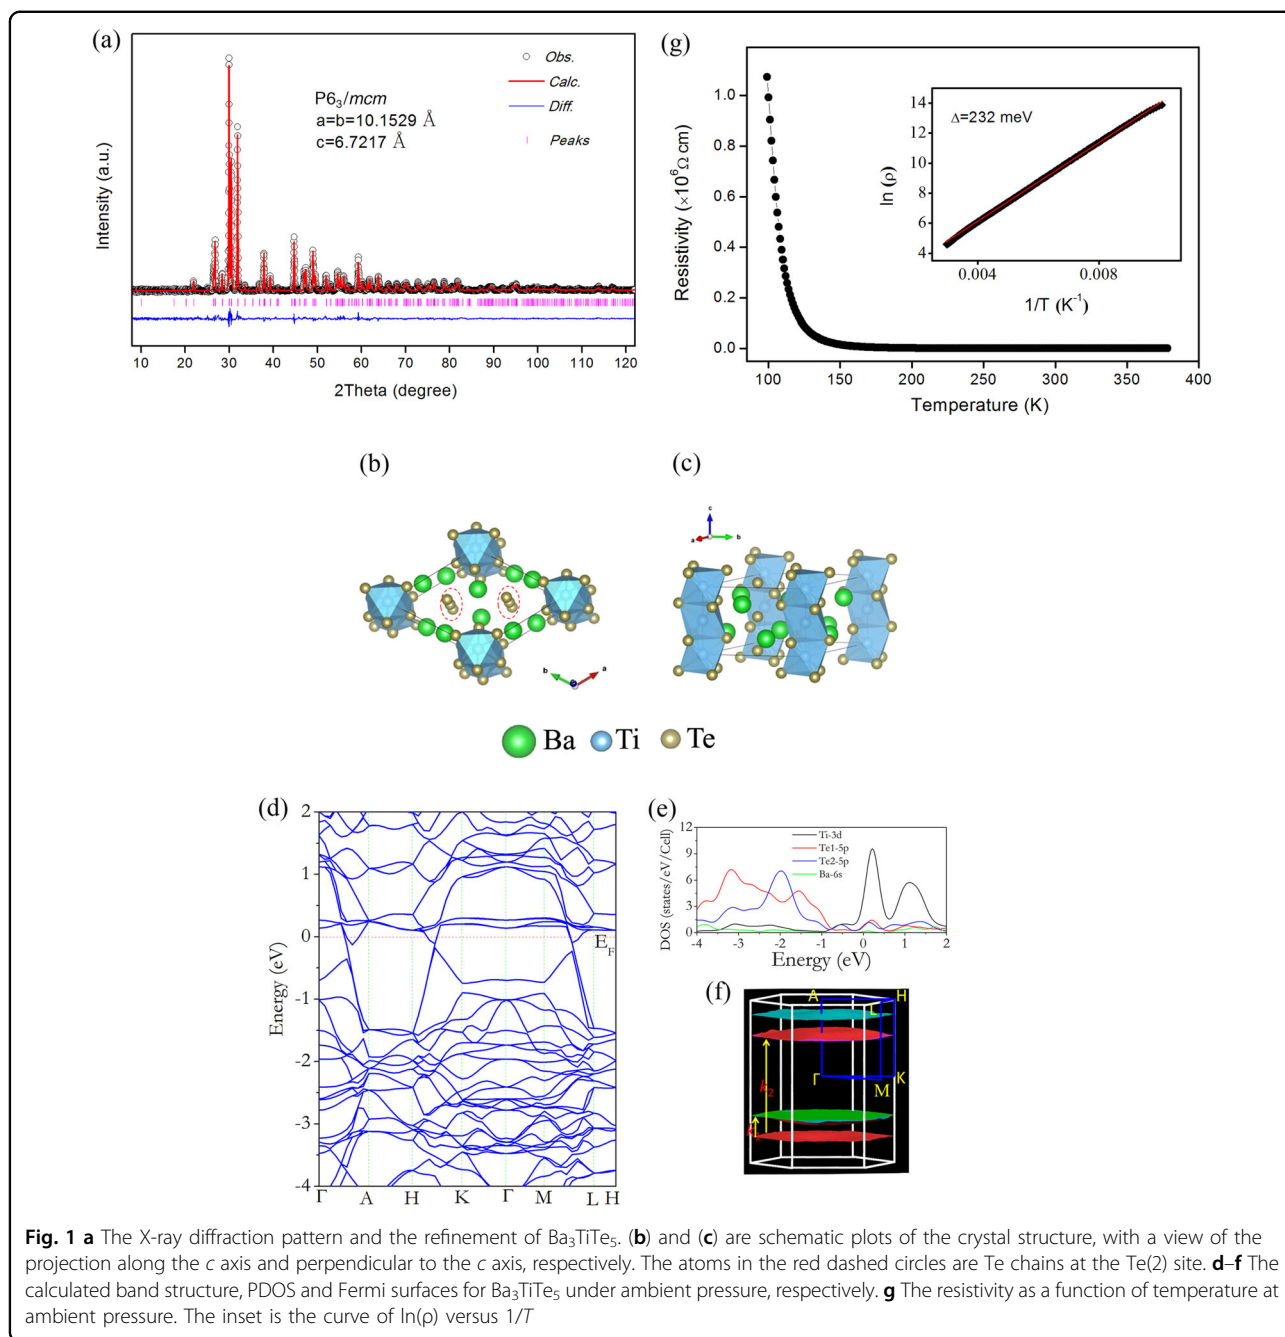 (a)
Obs.
Calc.
Diff.
Peaks
P6₃/mcm
a=b=10.1529 Å
c=6.7217 Å
Intensity (a.u.)
10 20 30 40 50 60 70 80 90 100 110 120
2Theta (degree)
(g)
Resistivity (×10⁶Ω cm)
1.0
0.8
0.6
0.4
0.2
0.0
100 150 200 250 300 350 400
Temperature (K)
Δ=232 meV
ln (ρ)
14
12
10
8
6
4
0.004 0.008
1/T (K⁻¹)
(b)
b a
(c)
c
a b
Ba Ti Te
(d)
Energy (eV)
2
1
0
-1
-2
-3
-4
E_F
Γ A H K Γ M L H
(e)
DOS (states/eV/Cell)
12
9
6
3
0
Ti-3d
Te1-5p
Te2-5p
Ba-6s
-4 -3 -2 -1 0 1 2
Energy (eV)
(f)
A H
L
Γ K
M
k₂
Fig. 1 a The X-ray diffraction pattern and the refinement of Ba₃TiTe₅. (b) and (c) are schematic plots of the crystal structure, with a view of the
projection along the c axis and perpendicular to the c axis, respectively. The atoms in the red dashed circles are Te chains at the Te(2) site. d–f The
calculated band structure, PDOS and Fermi surfaces for Ba₃TiTe₅ under ambient pressure, respectively. g The resistivity as a function of temperature at
ambient pressure. The inset is the curve of ln(ρ) versus 1/T